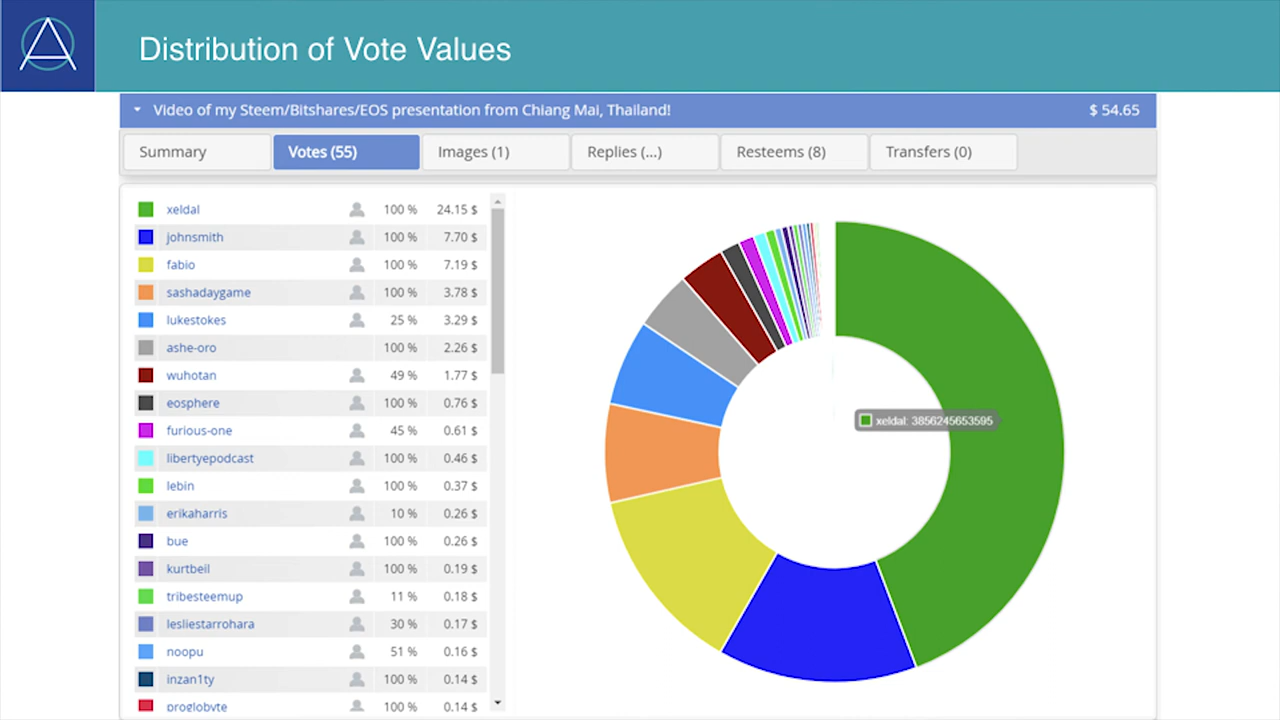 Distribution of Vote Values
Video of my Steem/Bitshares/EOS presentation from Chiang Mai, Thailand! $ 54.65
Summary Votes (55) Images (1) Replies (...) Resteems (8) Transfers (0)
xeldal 100 % 24.15 $
johnsmith 100 % 7.70 $
fabio 100 % 7.19 $
sashadaygame 100 % 3.78 $
lukestokes 25 % 3.29 $
ashe-oro 100 % 2.26 $
wuhotan 49 % 1.77 $
eosphere 100 % 0.76 $
furious-one 45 % 0.61 $
libertyepodcast 100 % 0.46 $
lebin 100 % 0.37 $
erikaharris 10 % 0.26 $
bue 100 % 0.26 $
kurtbeil 100 % 0.19 $
tribesteemup 11 % 0.18 $
lesliestarrohara 30 % 0.17 $
noopu 51 % 0.16 $
inzan1ty 100 % 0.14 $
proglobyte 100 % 0.14 $
xeldal: 3856245653595